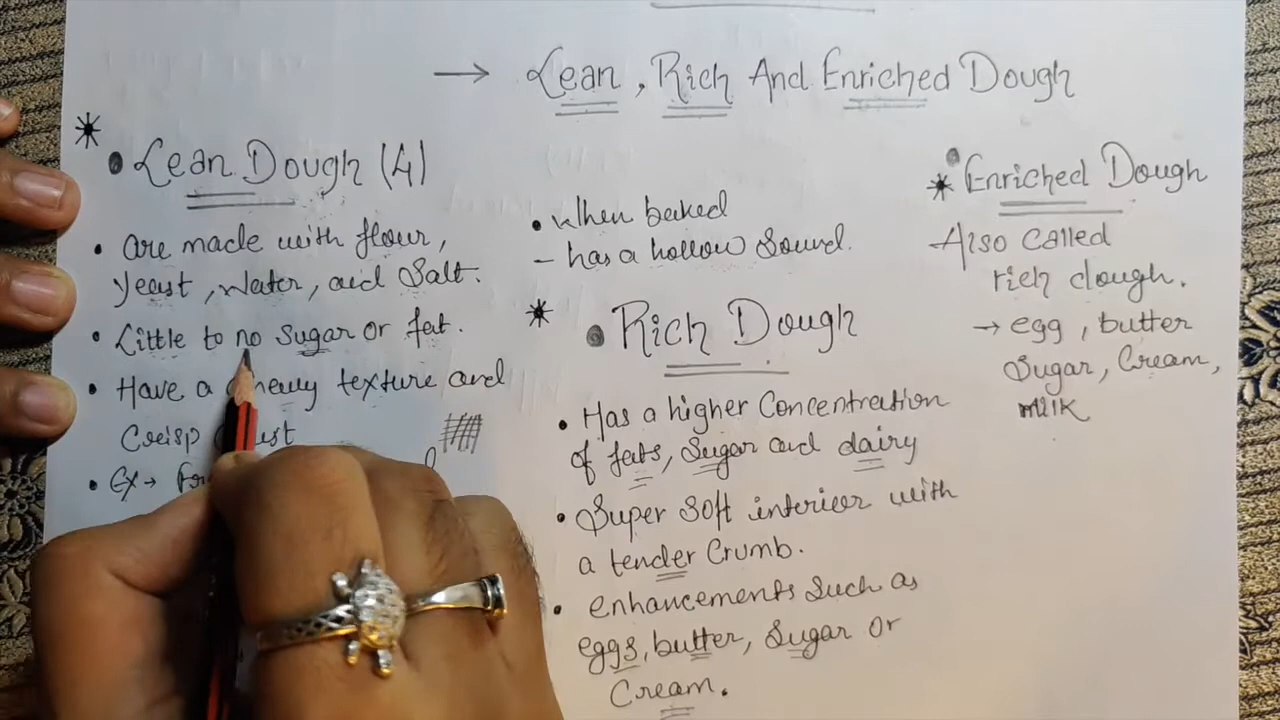 → Lean, Rich And Enriched Dough
• Lean Dough (4)
• are made with flour,
yeast, water, and Salt.
• Little to no Sugar or fat.
• Have a chewy texture and
Crisp
• Ex →
• When baked
– has a hollow Sound.
• Rich Dough
• Has a higher Concentration
of fats, Sugar and dairy
• Super Soft interior with
a tender Crumb.
• enhancements Such as
eggs, butter, Sugar or
Cream.
• Enriched Dough
Also called
rich dough.
→ egg, butter
Sugar, Cream,
milk